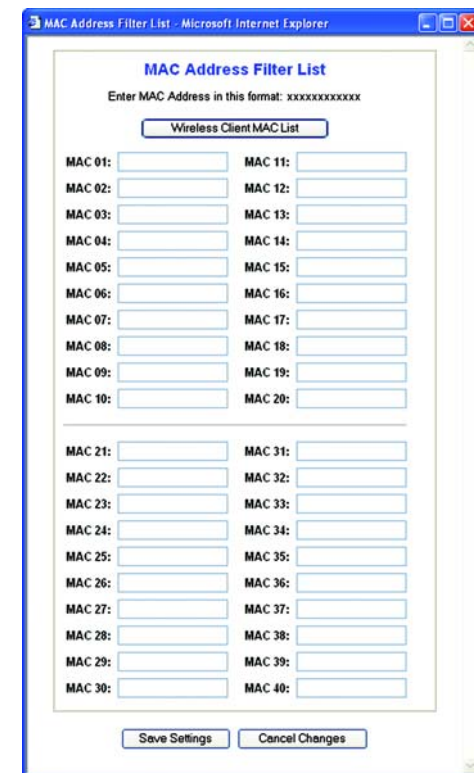 MAC Address Filter List - Microsoft Internet Explorer
MAC Address Filter List
Enter MAC Address in this format: xxxxxxxxxxxx
Wireless Client MAC List
MAC 01: MAC 11:
MAC 02: MAC 12:
MAC 03: MAC 13:
MAC 04: MAC 14:
MAC 05: MAC 15:
MAC 06: MAC 16:
MAC 07: MAC 17:
MAC 08: MAC 18:
MAC 09: MAC 19:
MAC 10: MAC 20:
MAC 21: MAC 31:
MAC 22: MAC 32:
MAC 23: MAC 33:
MAC 24: MAC 34:
MAC 25: MAC 35:
MAC 26: MAC 36:
MAC 27: MAC 37:
MAC 28: MAC 38:
MAC 29: MAC 39:
MAC 30: MAC 40:
Save Settings Cancel Changes